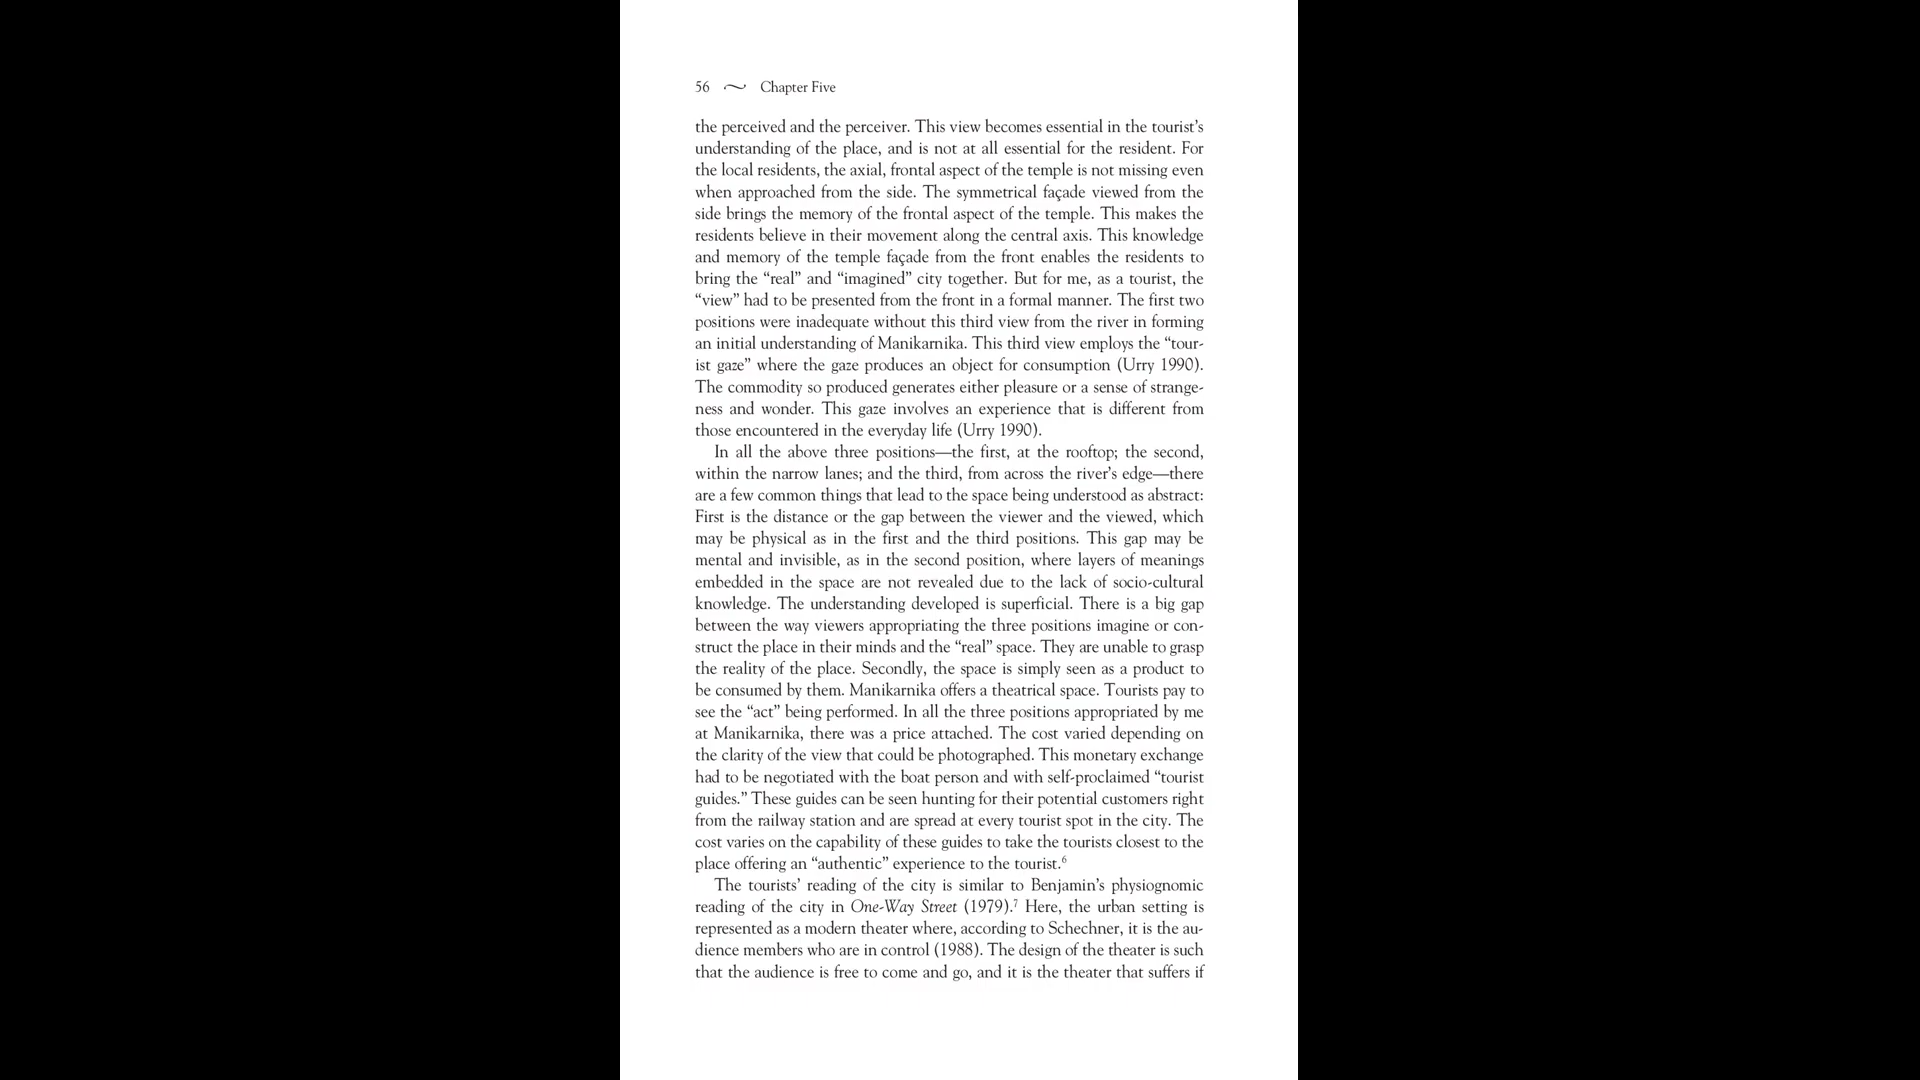 56 ~ Chapter Five
the perceived and the perceiver. This view becomes essential in the tourist’s
understanding of the place, and is not at all essential for the resident. For
the local residents, the axial, frontal aspect of the temple is not missing even
when approached from the side. The symmetrical façade viewed from the
side brings the memory of the frontal aspect of the temple. This makes the
residents believe in their movement along the central axis. This knowledge
and memory of the temple façade from the front enables the residents to
bring the “real” and “imagined” city together. But for me, as a tourist, the
“view” had to be presented from the front in a formal manner. The first two
positions were inadequate without this third view from the river in forming
an initial understanding of Manikarnika. This third view employs the “tour-
ist gaze” where the gaze produces an object for consumption (Urry 1990).
The commodity so produced generates either pleasure or a sense of strange-
ness and wonder. This gaze involves an experience that is different from
those encountered in the everyday life (Urry 1990).
In all the above three positions—the first, at the rooftop; the second,
within the narrow lanes; and the third, from across the river’s edge—there
are a few common things that lead to the space being understood as abstract:
First is the distance or the gap between the viewer and the viewed, which
may be physical as in the first and the third positions. This gap may be
mental and invisible, as in the second position, where layers of meanings
embedded in the space are not revealed due to the lack of socio-cultural
knowledge. The understanding developed is superficial. There is a big gap
between the way viewers appropriating the three positions imagine or con-
struct the place in their minds and the “real” space. They are unable to grasp
the reality of the place. Secondly, the space is simply seen as a product to
be consumed by them. Manikarnika offers a theatrical space. Tourists pay to
see the “act” being performed. In all the three positions appropriated by me
at Manikarnika, there was a price attached. The cost varied depending on
the clarity of the view that could be photographed. This monetary exchange
had to be negotiated with the boat person and with self-proclaimed “tourist
guides.” These guides can be seen hunting for their potential customers right
from the railway station and are spread at every tourist spot in the city. The
cost varies on the capability of these guides to take the tourists closest to the
place offering an “authentic” experience to the tourist.⁶
The tourists’ reading of the city is similar to Benjamin’s physiognomic
reading of the city in One-Way Street (1979).⁷ Here, the urban setting is
represented as a modern theater where, according to Schechner, it is the au-
dience members who are in control (1988). The design of the theater is such
that the audience is free to come and go, and it is the theater that suffers if